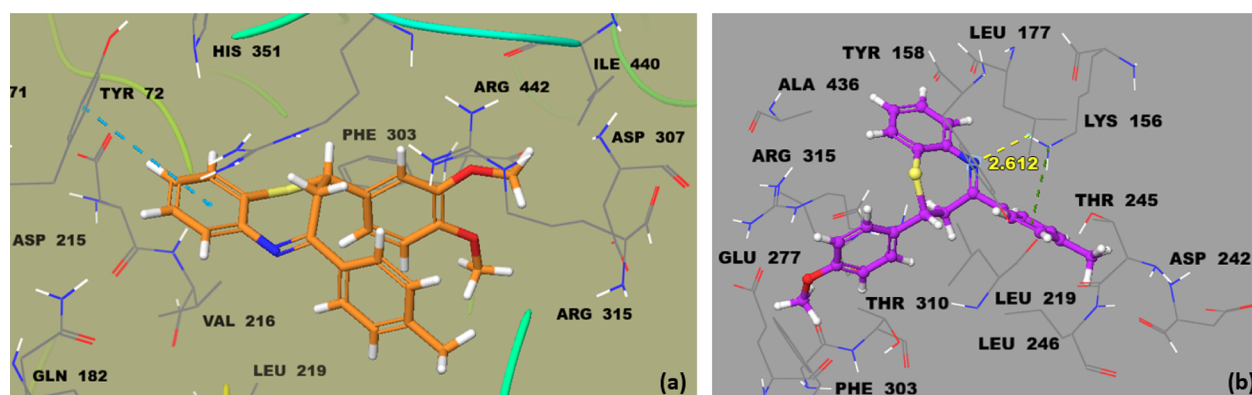 HIS 351
ILE 440
71
TYR 72
ARG 442
PHE 303
ASP 307
ASP 215
VAL 216
ARG 315
GLN 182
LEU 219
(a)
LEU 177
TYR 158
ALA 436
LYS 156
ARG 315
2.612
THR 245
GLU 277
ASP 242
THR 310
LEU 219
LEU 246
PHE 303
(b)